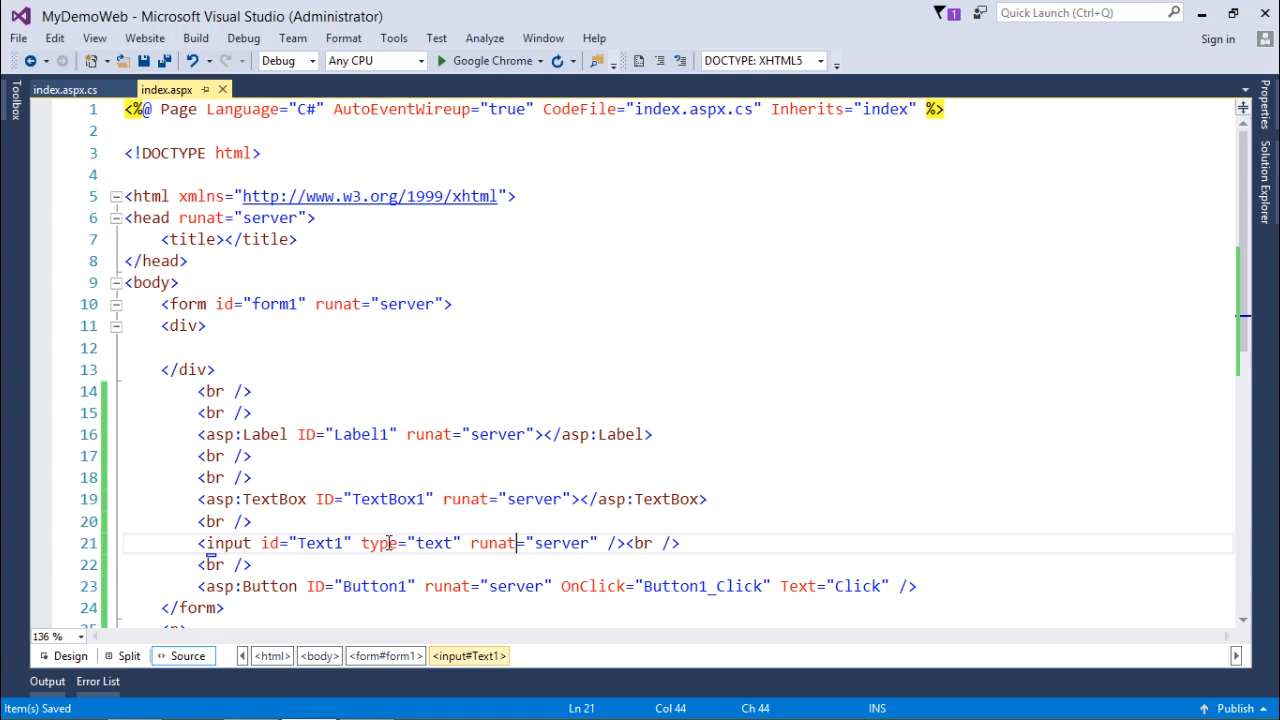 MyDemoWeb - Microsoft Visual Studio (Administrator)
1
Quick Launch (Ctrl+Q)
File Edit View Website Build Debug Team Format Tools Test Analyze Window Help
Sign in
Debug Any CPU Google Chrome DOCTYPE: XHTML5
index.aspx.cs index.aspx
Toolbox
Properties
Solution Explorer
1 <%@ Page Language="C#" AutoEventWireup="true" CodeFile="index.aspx.cs" Inherits="index" %>
2
3 <!DOCTYPE html>
4
5 <html xmlns="http://www.w3.org/1999/xhtml">
6 <head runat="server">
7 <title></title>
8 </head>
9 <body>
10 <form id="form1" runat="server">
11 <div>
12
13 </div>
14 <br />
15 <br />
16 <asp:Label ID="Label1" runat="server"></asp:Label>
17 <br />
18 <br />
19 <asp:TextBox ID="TextBox1" runat="server"></asp:TextBox>
20 <br />
21 <input id="Text1" type="text" runat="server" /><br />
22 <br />
23 <asp:Button ID="Button1" runat="server" OnClick="Button1_Click" Text="Click" />
24 </form>
136 %
Design Split Source <html> <body> <form#form1> <input#Text1>
Output Error List
Item(s) Saved Ln 21 Col 44 Ch 44 INS Publish